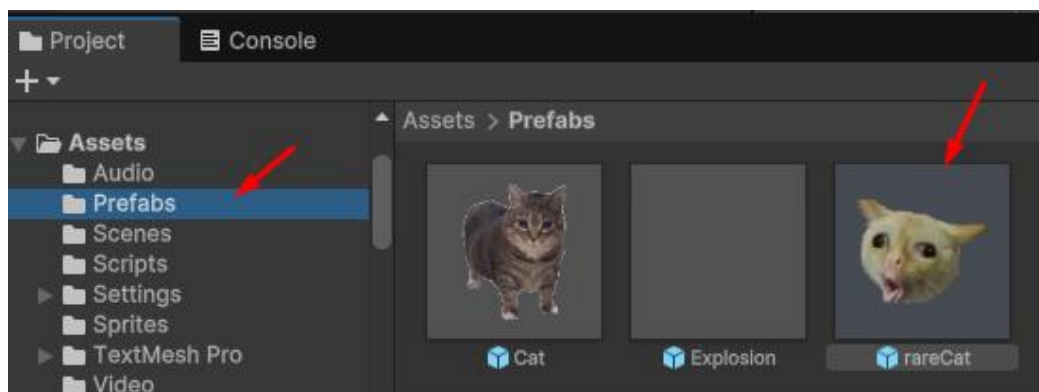 Project Console
Assets > Prefabs
Assets
Audio
Prefabs
Scenes
Scripts
Settings
Sprites
TextMesh Pro
Video
Cat Explosion rareCat